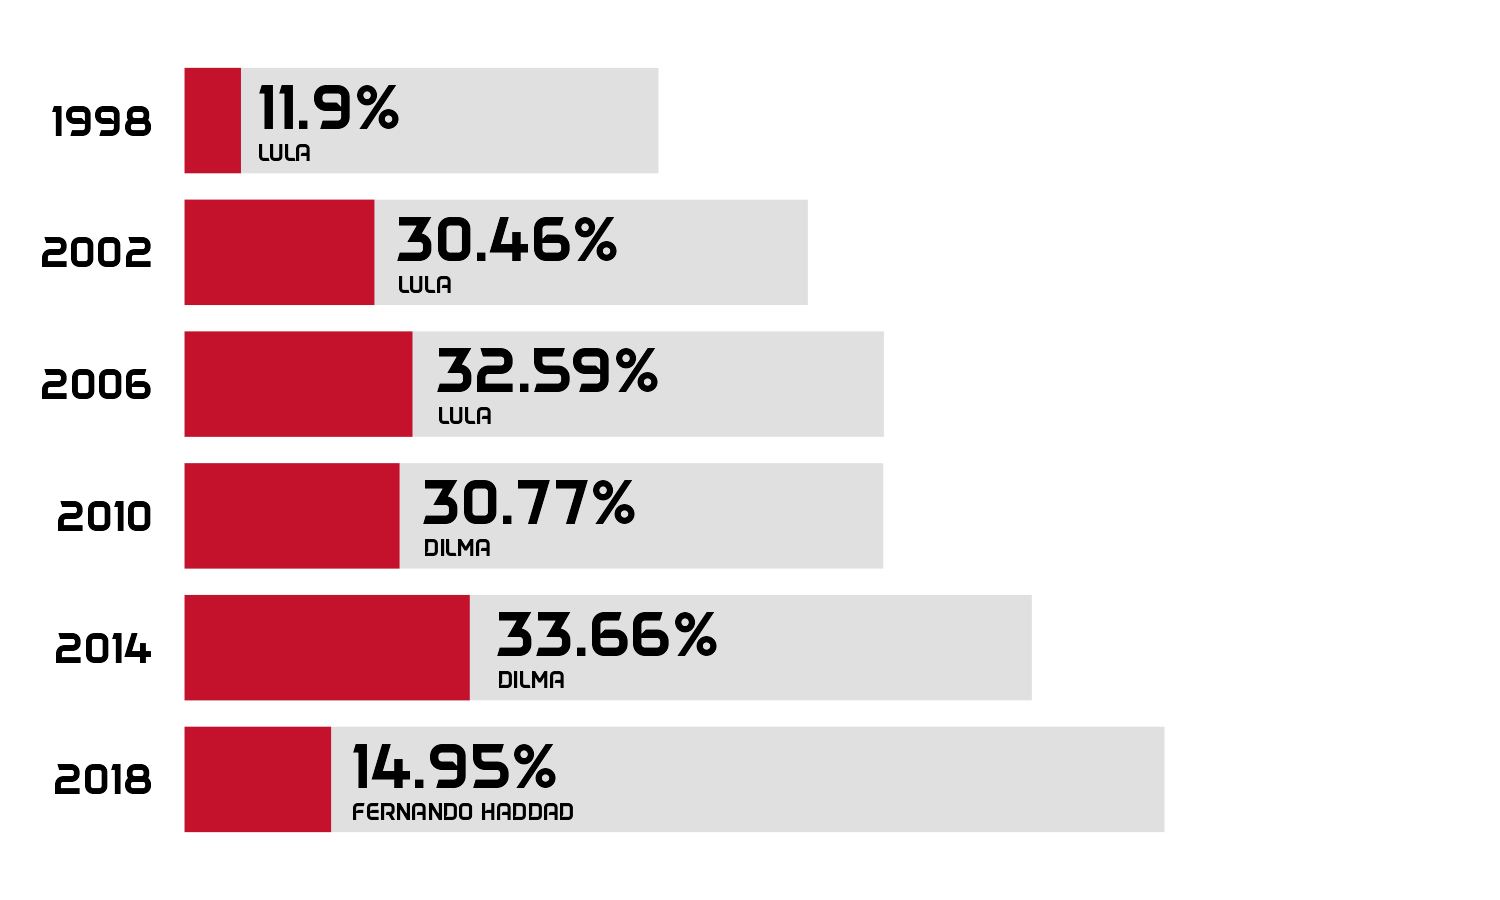 1998
11.9%
LULA
2002
30.46%
LULA
2006
32.59%
LULA
2010
30.77%
DILMA
2014
33.66%
DILMA
2018
14.95%
FERNANDO HADDAD